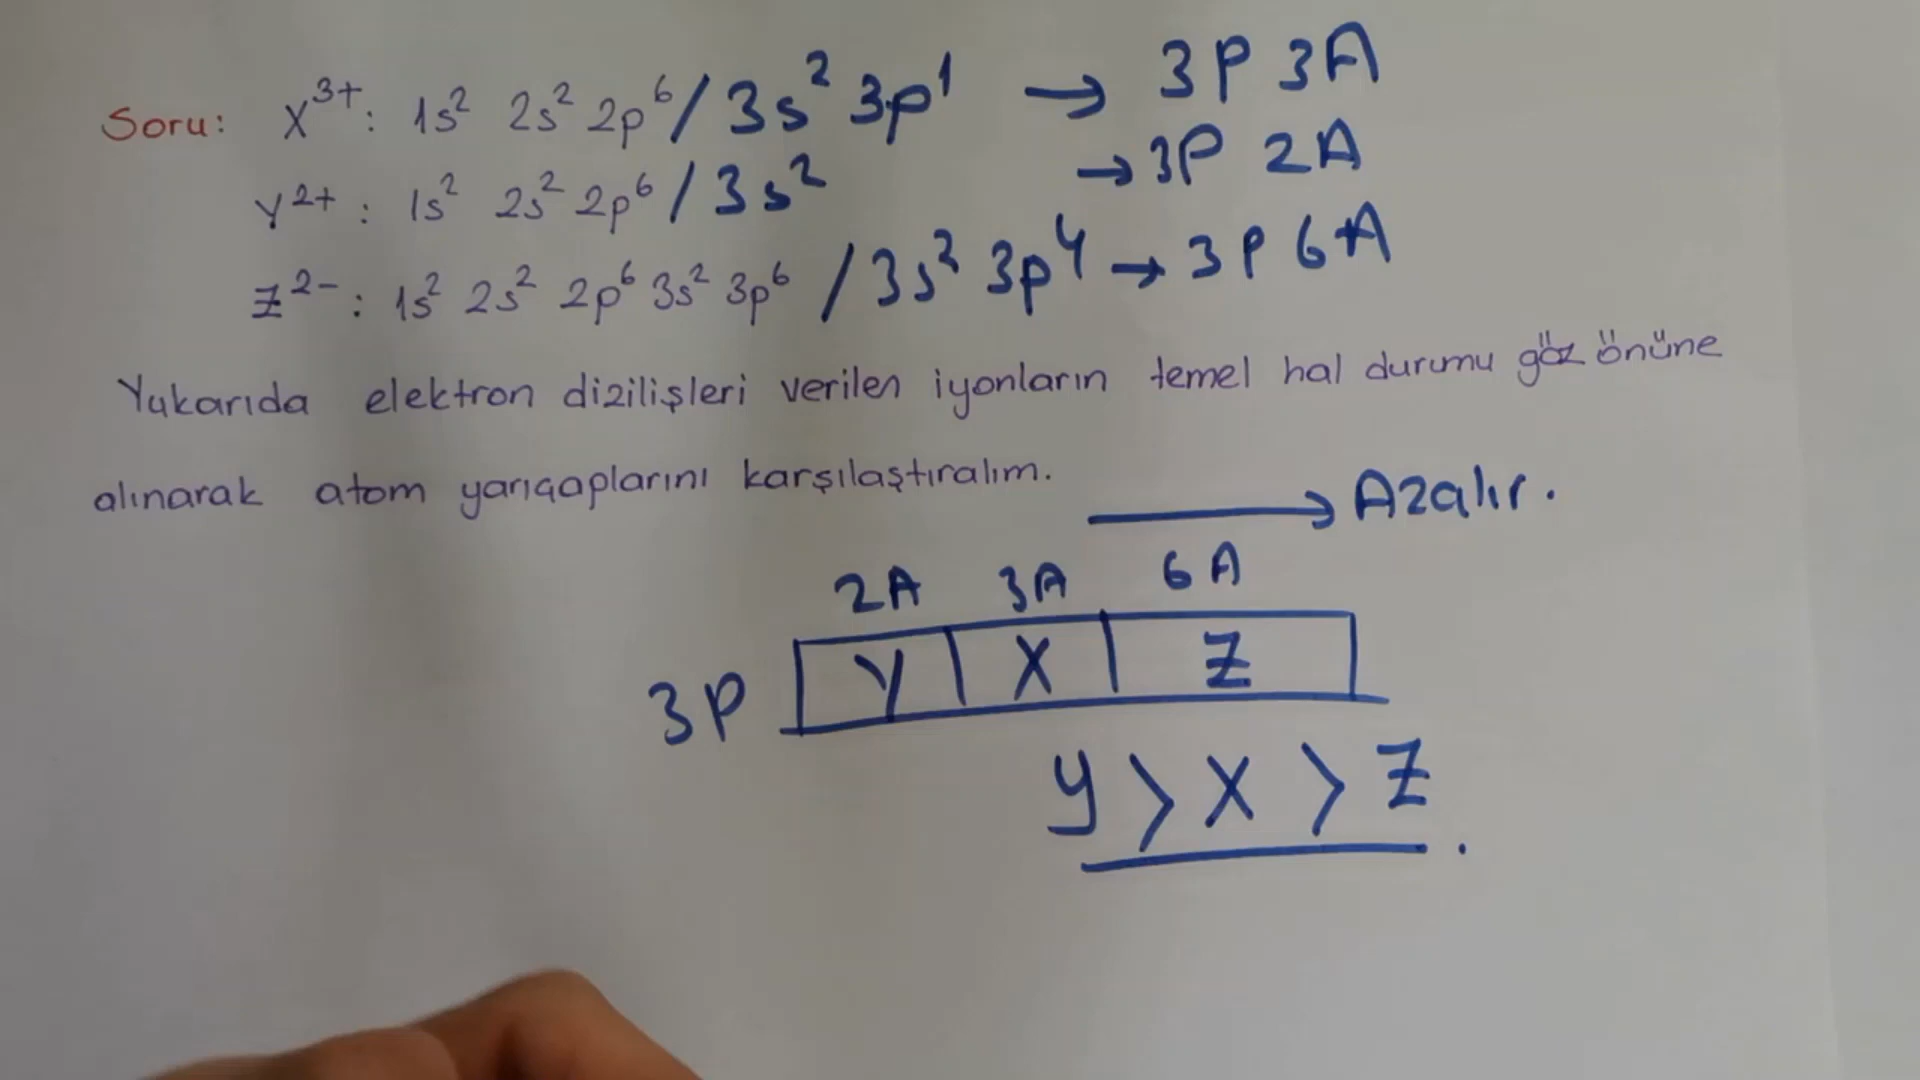 Soru: X³⁺: 1s² 2s² 2p⁶ / 3s² 3p¹ → 3P 3A
Y²⁺: 1s² 2s² 2p⁶ / 3s² → 3P 2A
Z²⁻: 1s² 2s² 2p⁶ 3s² 3p⁶ / 3s² 3p⁴ → 3P 6A
Yukarıda elektron dizilişleri verilen iyonların temel hal durumu göz önüne
alınarak atom yarıçaplarını karşılaştıralım.
→ Azalır.
2A 3A 6A
3P Y X Z
Y > X > Z.